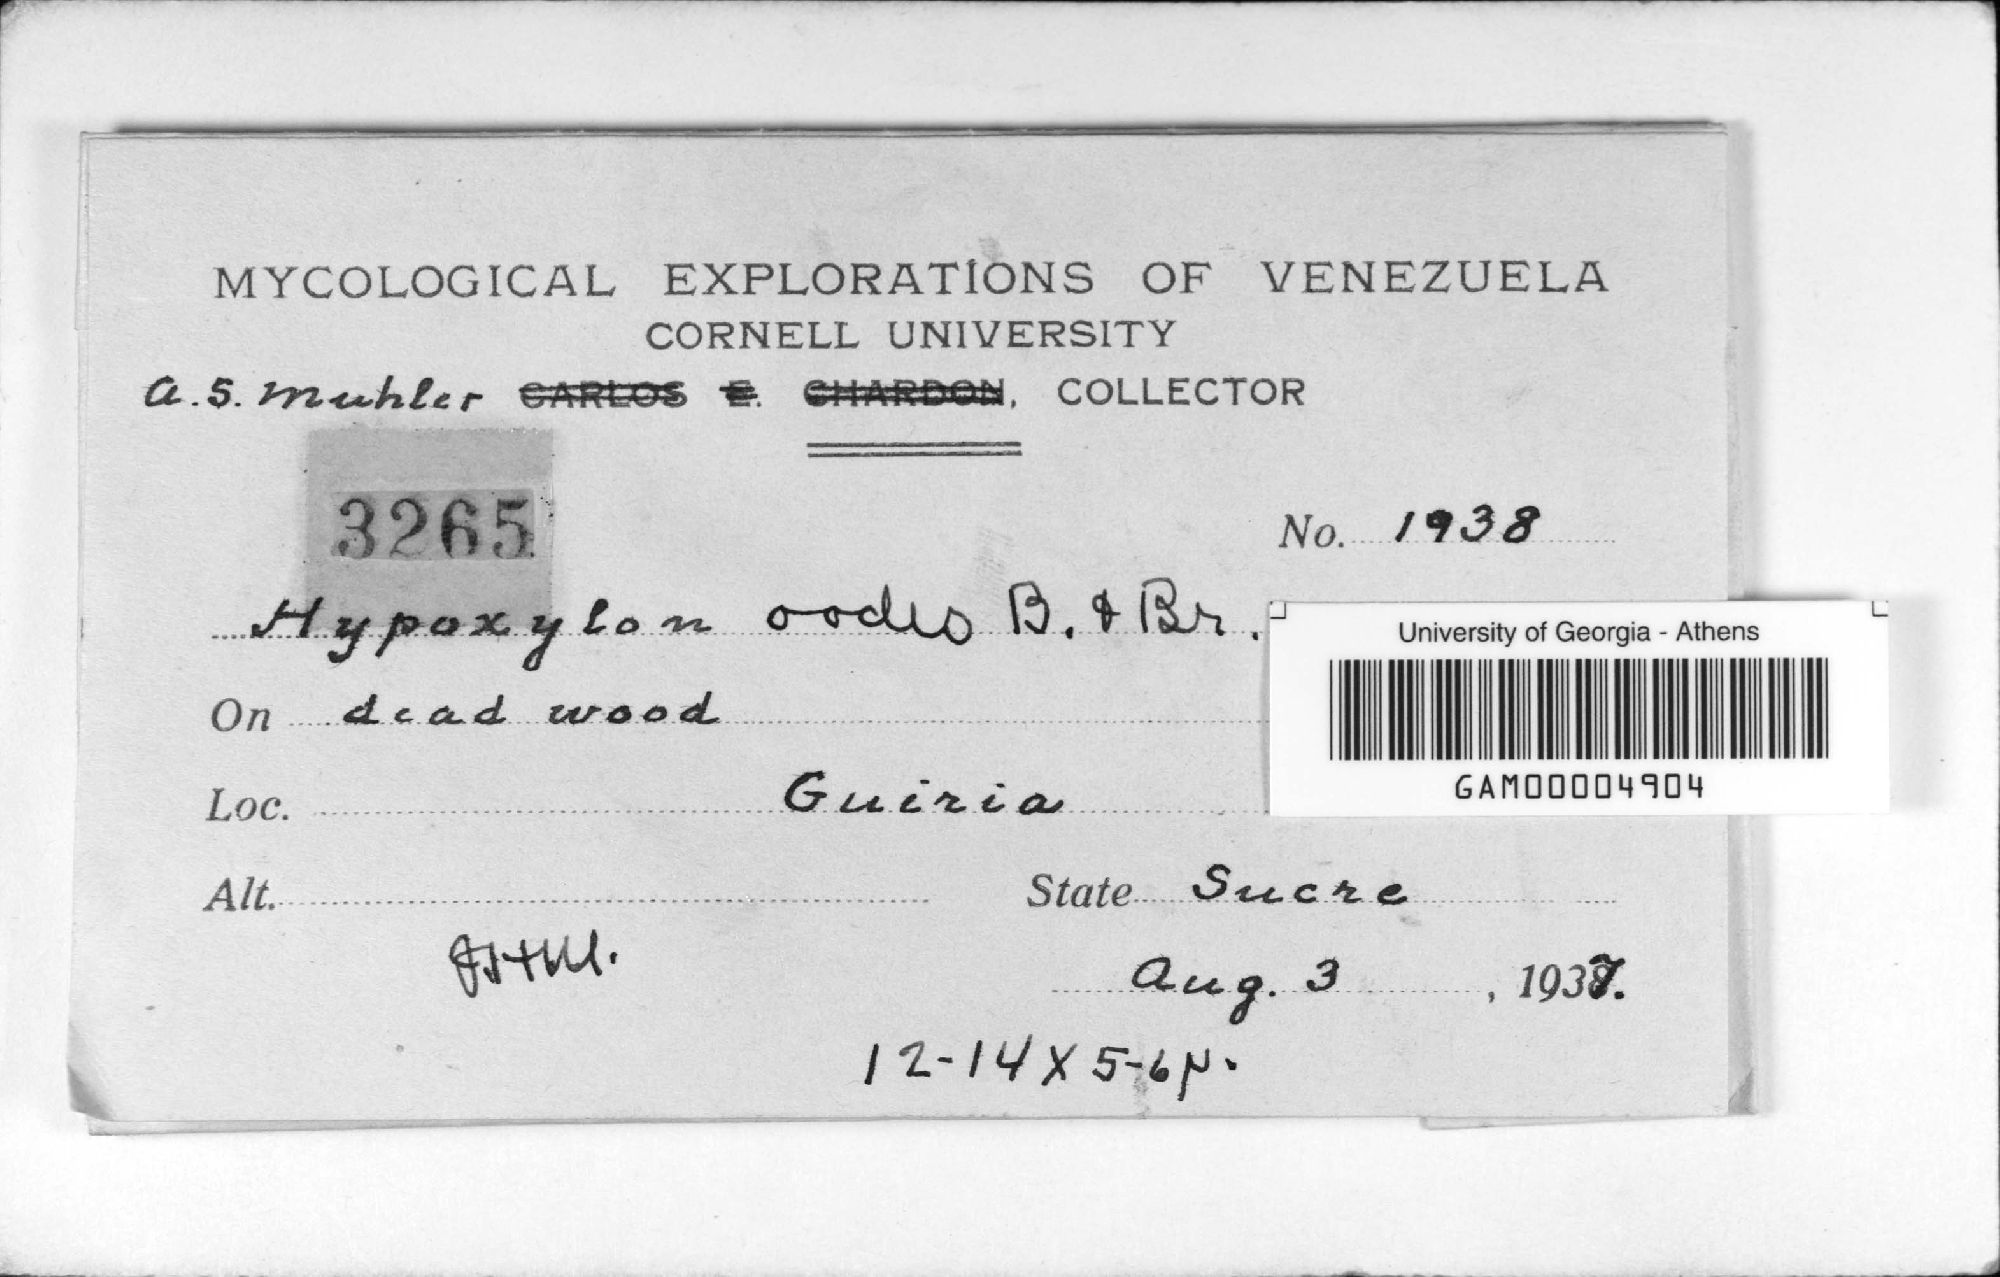 MYCOLOGICAL EXPLORATIONS OF VENEZUELA
CORNELL UNIVERSITY
A. S. Muhler CARLOS E. CHARDON, COLLECTOR
3265
No. 1938
Hypoxylon oodes B. & Br.
University of Georgia - Athens
GAM00004904
On dead wood
Loc. Guiria
Alt. State Sucre
Aug. 3, 1937.
12-14 X 5-6 µ.